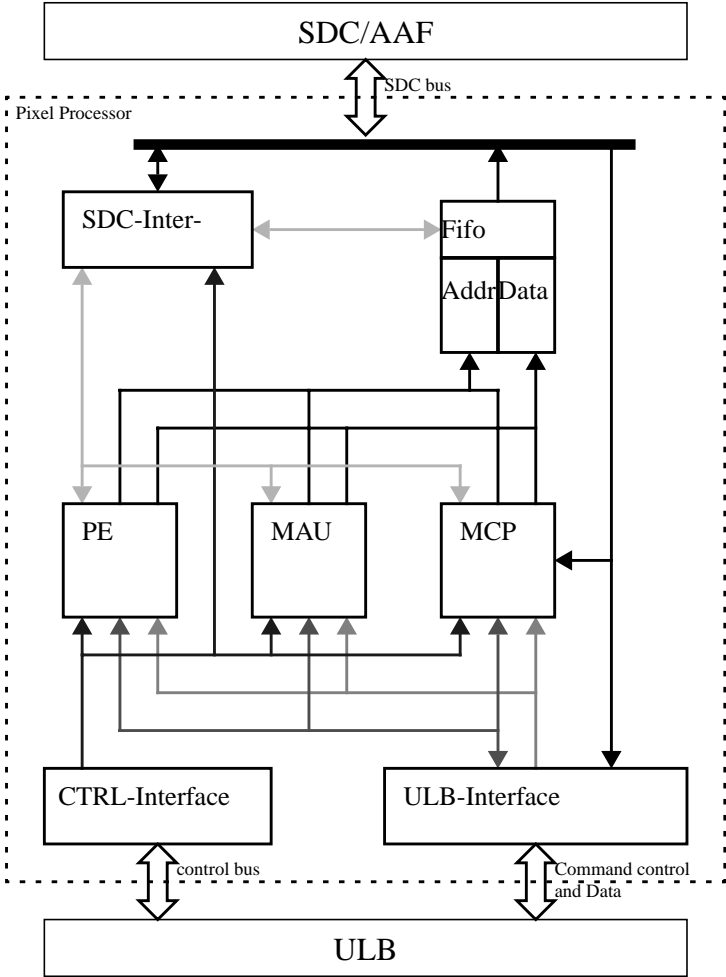 SDC/AAF
SDC bus
Pixel Processor
SDC-Inter-
Fifo
Addr Data
PE
MAU
MCP
CTRL-Interface
ULB-Interface
control bus
Command control
and Data
ULB